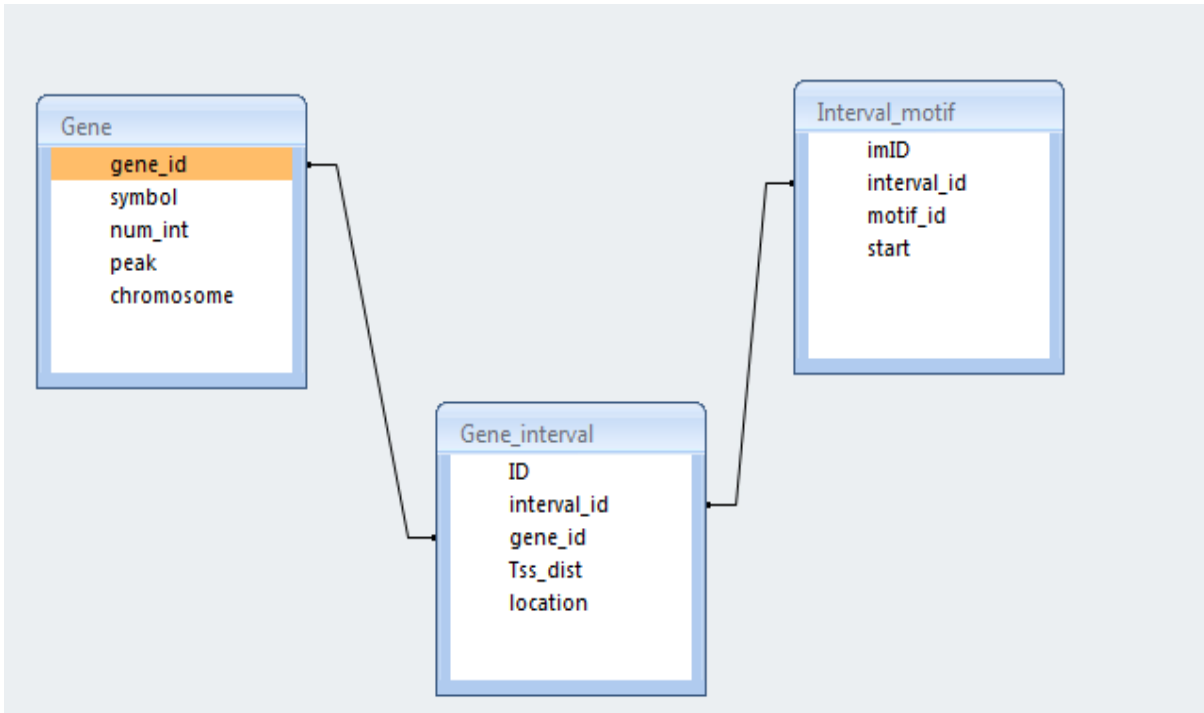 Gene
gene_id
symbol
num_int
peak
chromosome
Interval_motif
imID
interval_id
motif_id
start
Gene_interval
ID
interval_id
gene_id
Tss_dist
location